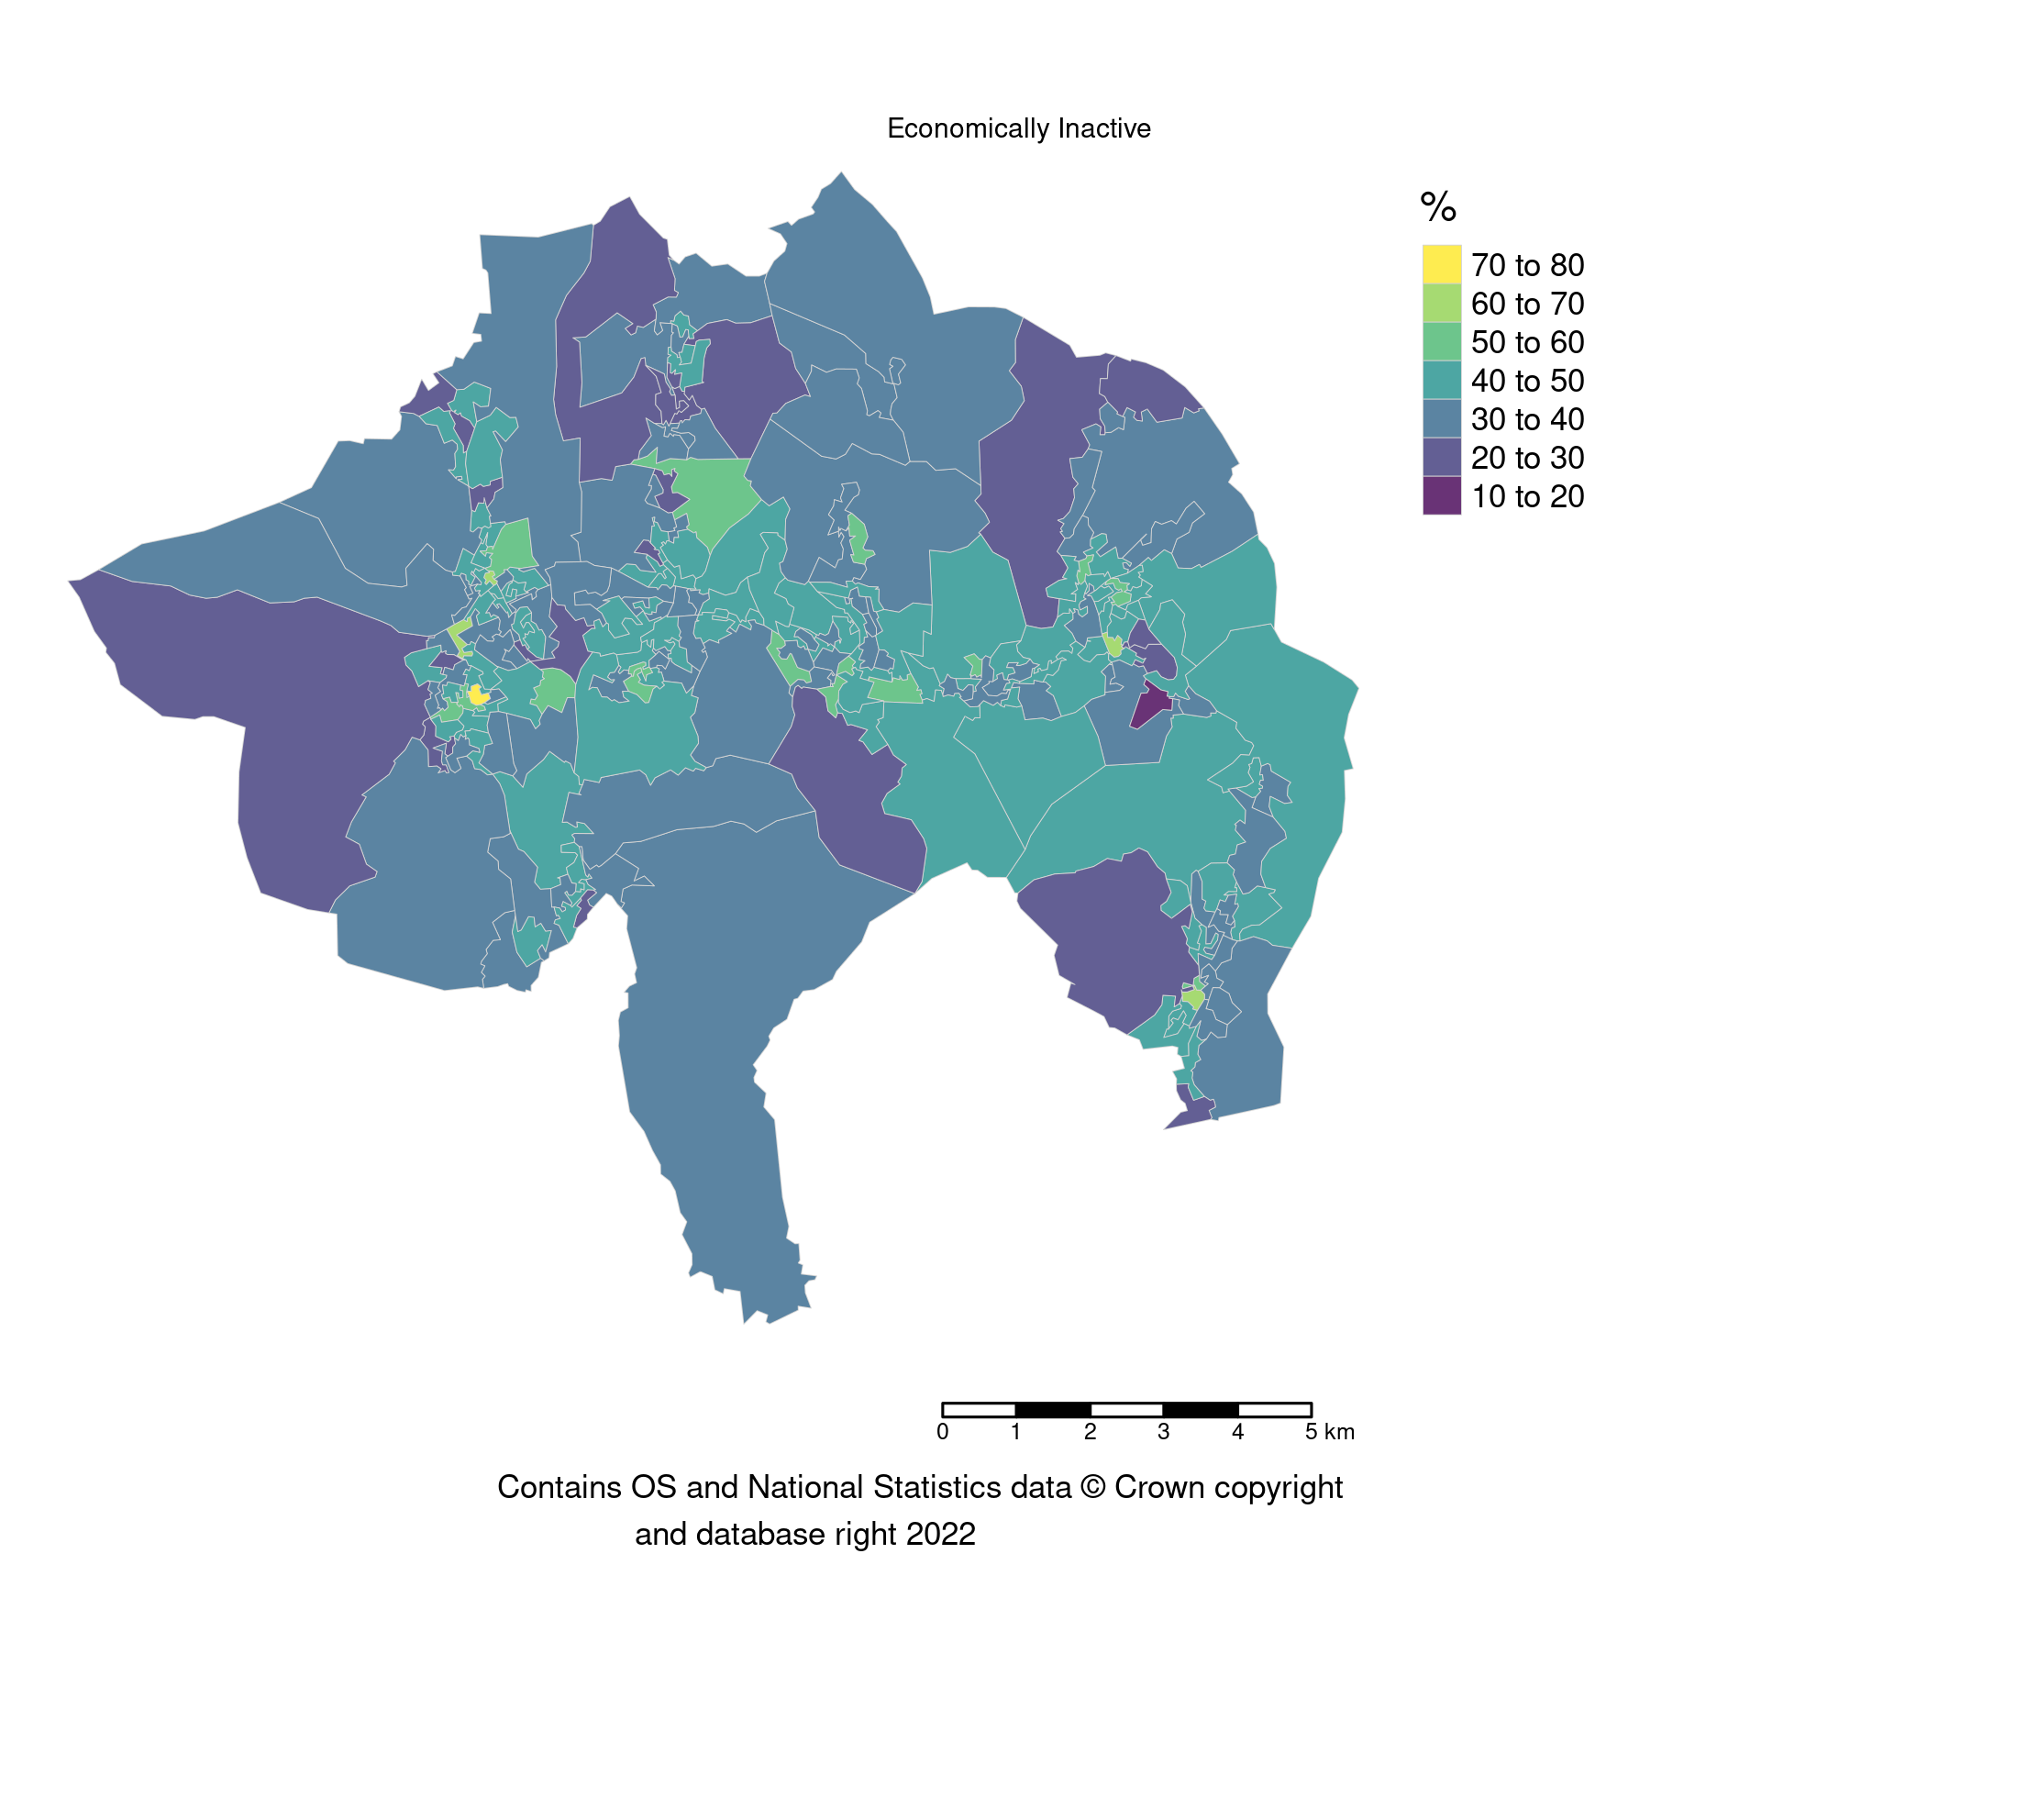 Economically Inactive
%
70 to 80
60 to 70
50 to 60
40 to 50
30 to 40
20 to 30
10 to 20
0 1 2 3 4 5 km
Contains OS and National Statistics data © Crown copyright
and database right 2022